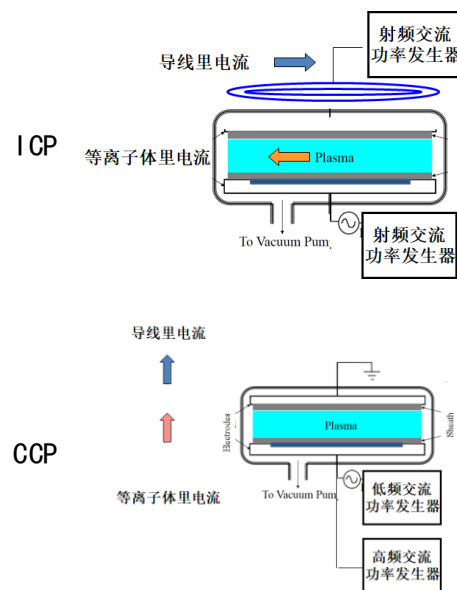 射频交流
功率发生器
导线里电流
ICP
等离子体里电流
Plasma
To Vacuum Pump
射频交流
功率发生器
导线里电流
CCP
Electrodes
Plasma
Sheath
等离子体里电流
To Vacuum Pump
低频交流
功率发生器
高频交流
功率发生器